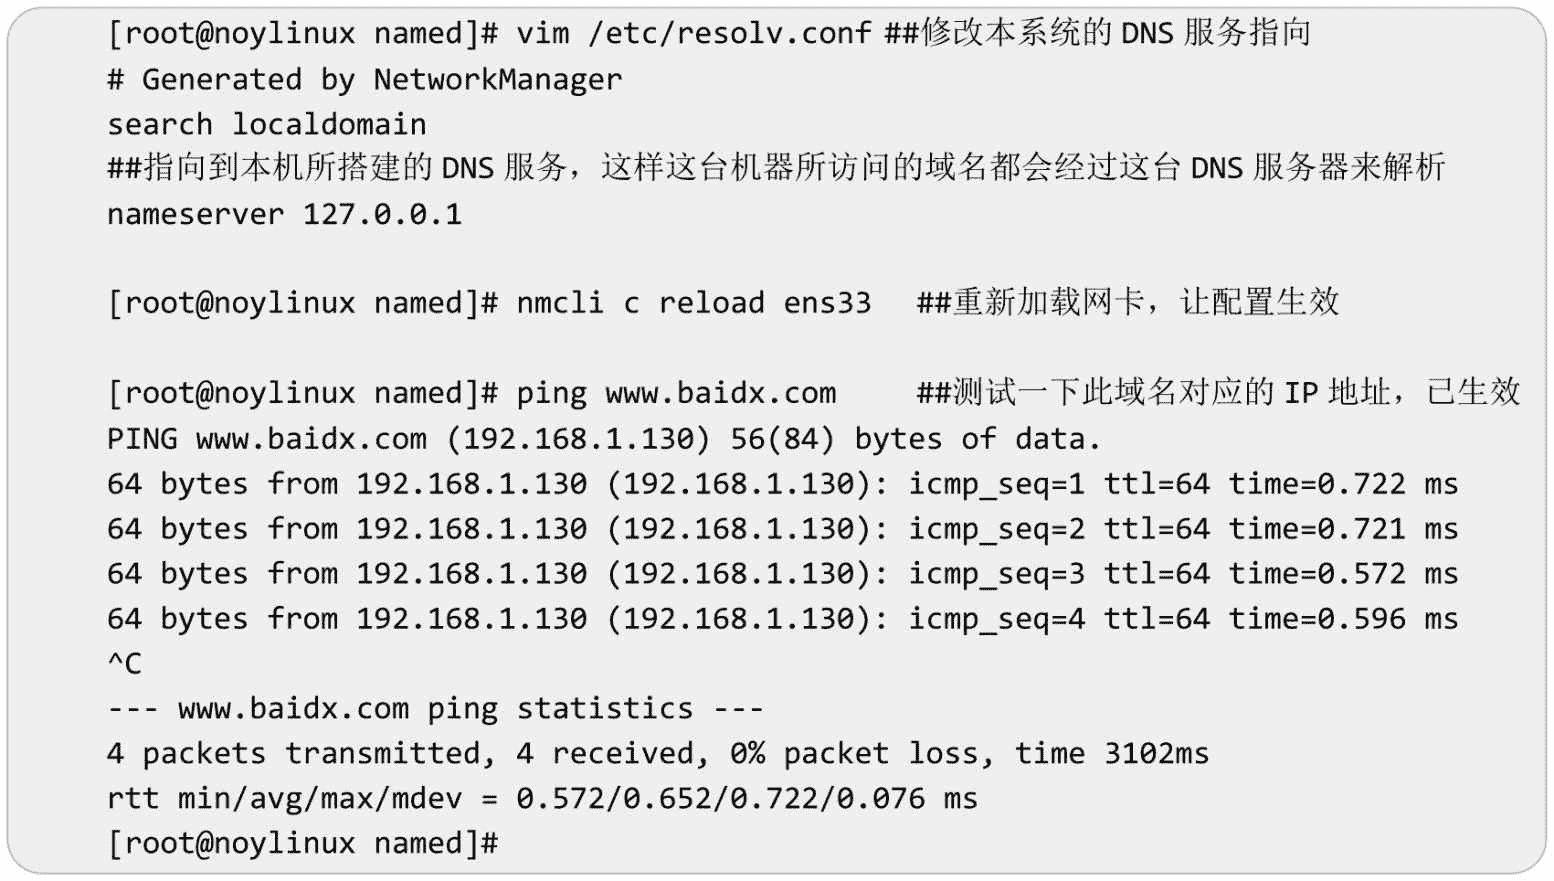 [root@noylinux named]# vim /etc/resolv.conf ##修改本系统的 DNS 服务指向
# Generated by NetworkManager
search localdomain
##指向到本机所搭建的 DNS 服务，这样这台机器所访问的域名都会经过这台 DNS 服务器来解析
nameserver 127.0.0.1
[root@noylinux named]# nmcli c reload ens33 ##重新加载网卡，让配置生效
[root@noylinux named]# ping www.baidx.com ##测试一下此域名对应的 IP 地址，已生效
PING www.baidx.com (192.168.1.130) 56(84) bytes of data.
64 bytes from 192.168.1.130 (192.168.1.130): icmp_seq=1 ttl=64 time=0.722 ms
64 bytes from 192.168.1.130 (192.168.1.130): icmp_seq=2 ttl=64 time=0.721 ms
64 bytes from 192.168.1.130 (192.168.1.130): icmp_seq=3 ttl=64 time=0.572 ms
64 bytes from 192.168.1.130 (192.168.1.130): icmp_seq=4 ttl=64 time=0.596 ms
^C
--- www.baidx.com ping statistics ---
4 packets transmitted, 4 received, 0% packet loss, time 3102ms
rtt min/avg/max/mdev = 0.572/0.652/0.722/0.076 ms
[root@noylinux named]#